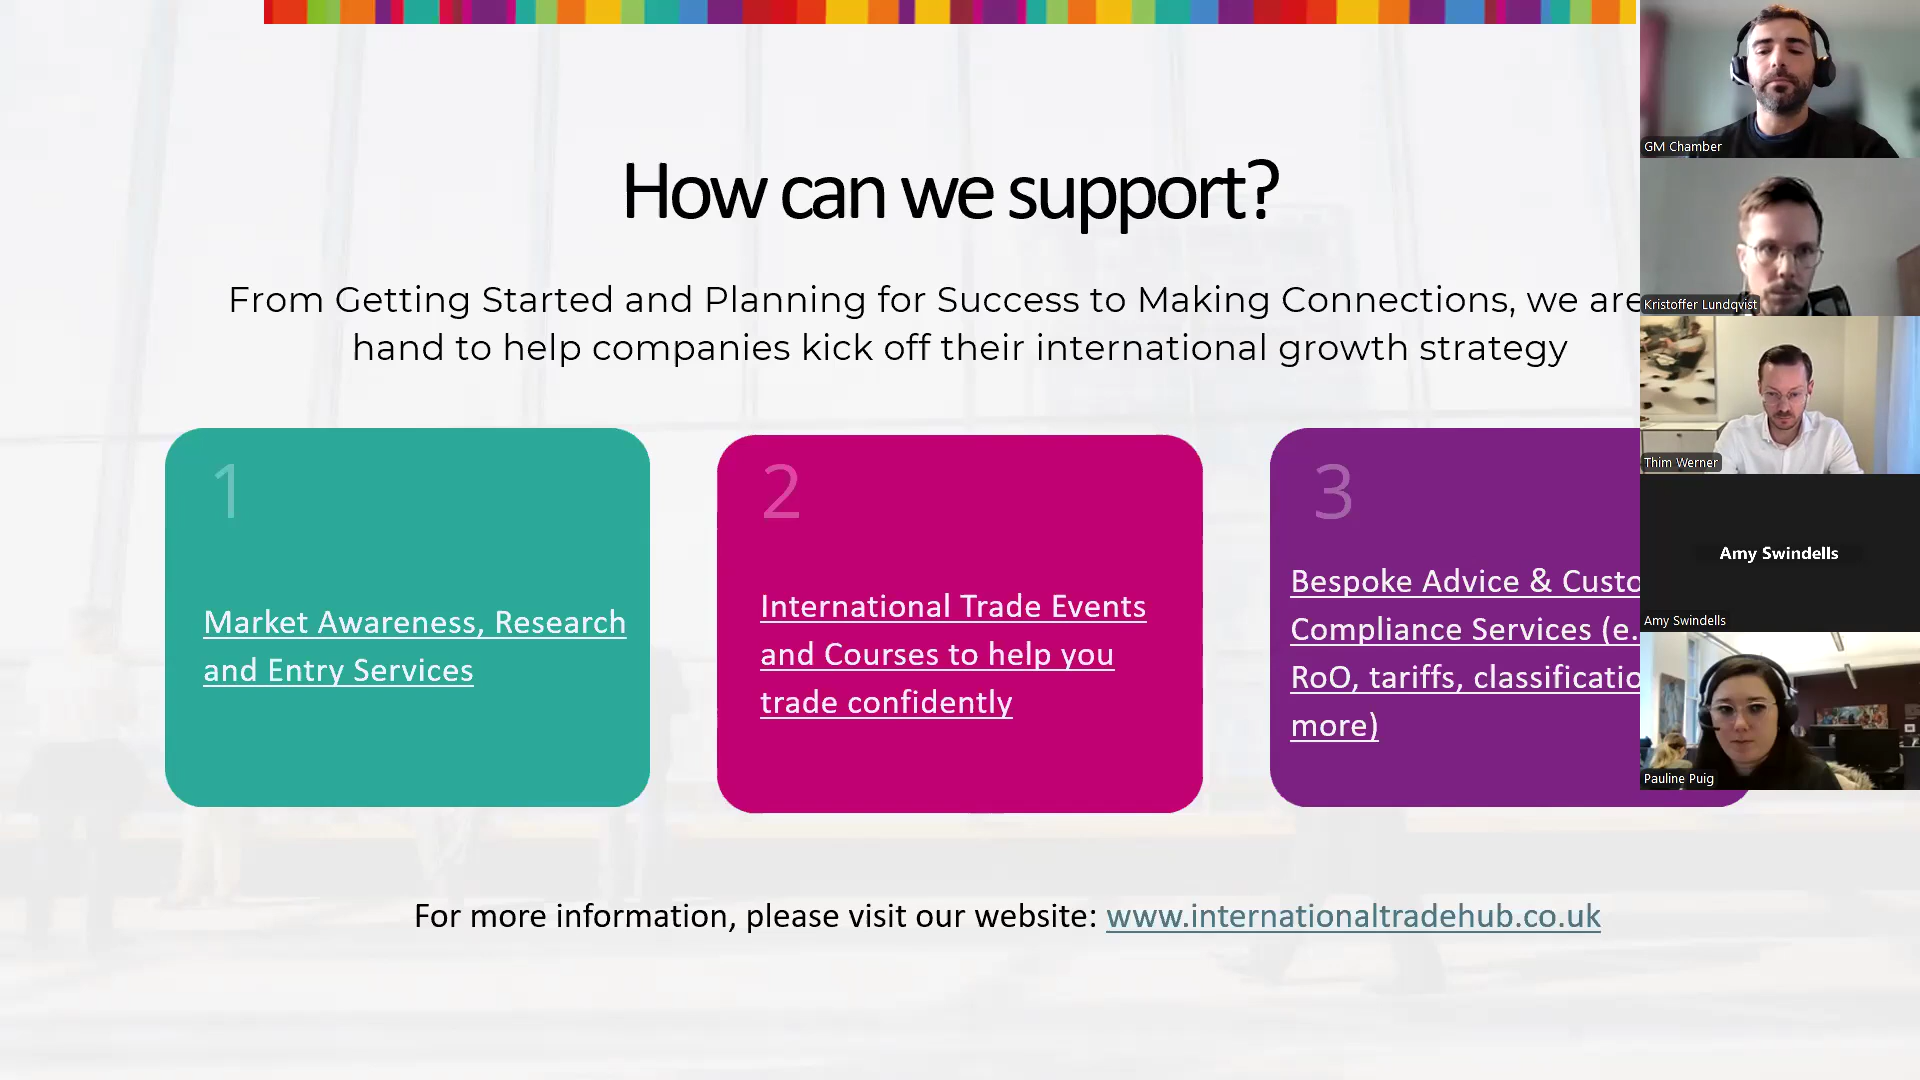 How can we support?
From Getting Started and Planning for Success to Making Connections, we are
hand to help companies kick off their international growth strategy
1
Market Awareness, Research
and Entry Services
2
International Trade Events
and Courses to help you
trade confidently
3
Bespoke Advice & Custo
Compliance Services (e.
RoO, tariffs, classificatio
more)
For more information, please visit our website: www.internationaltradehub.co.uk
GM Chamber
Kristoffer Lundqvist
Thim Werner
Amy Swindells
Amy Swindells
Pauline Puig